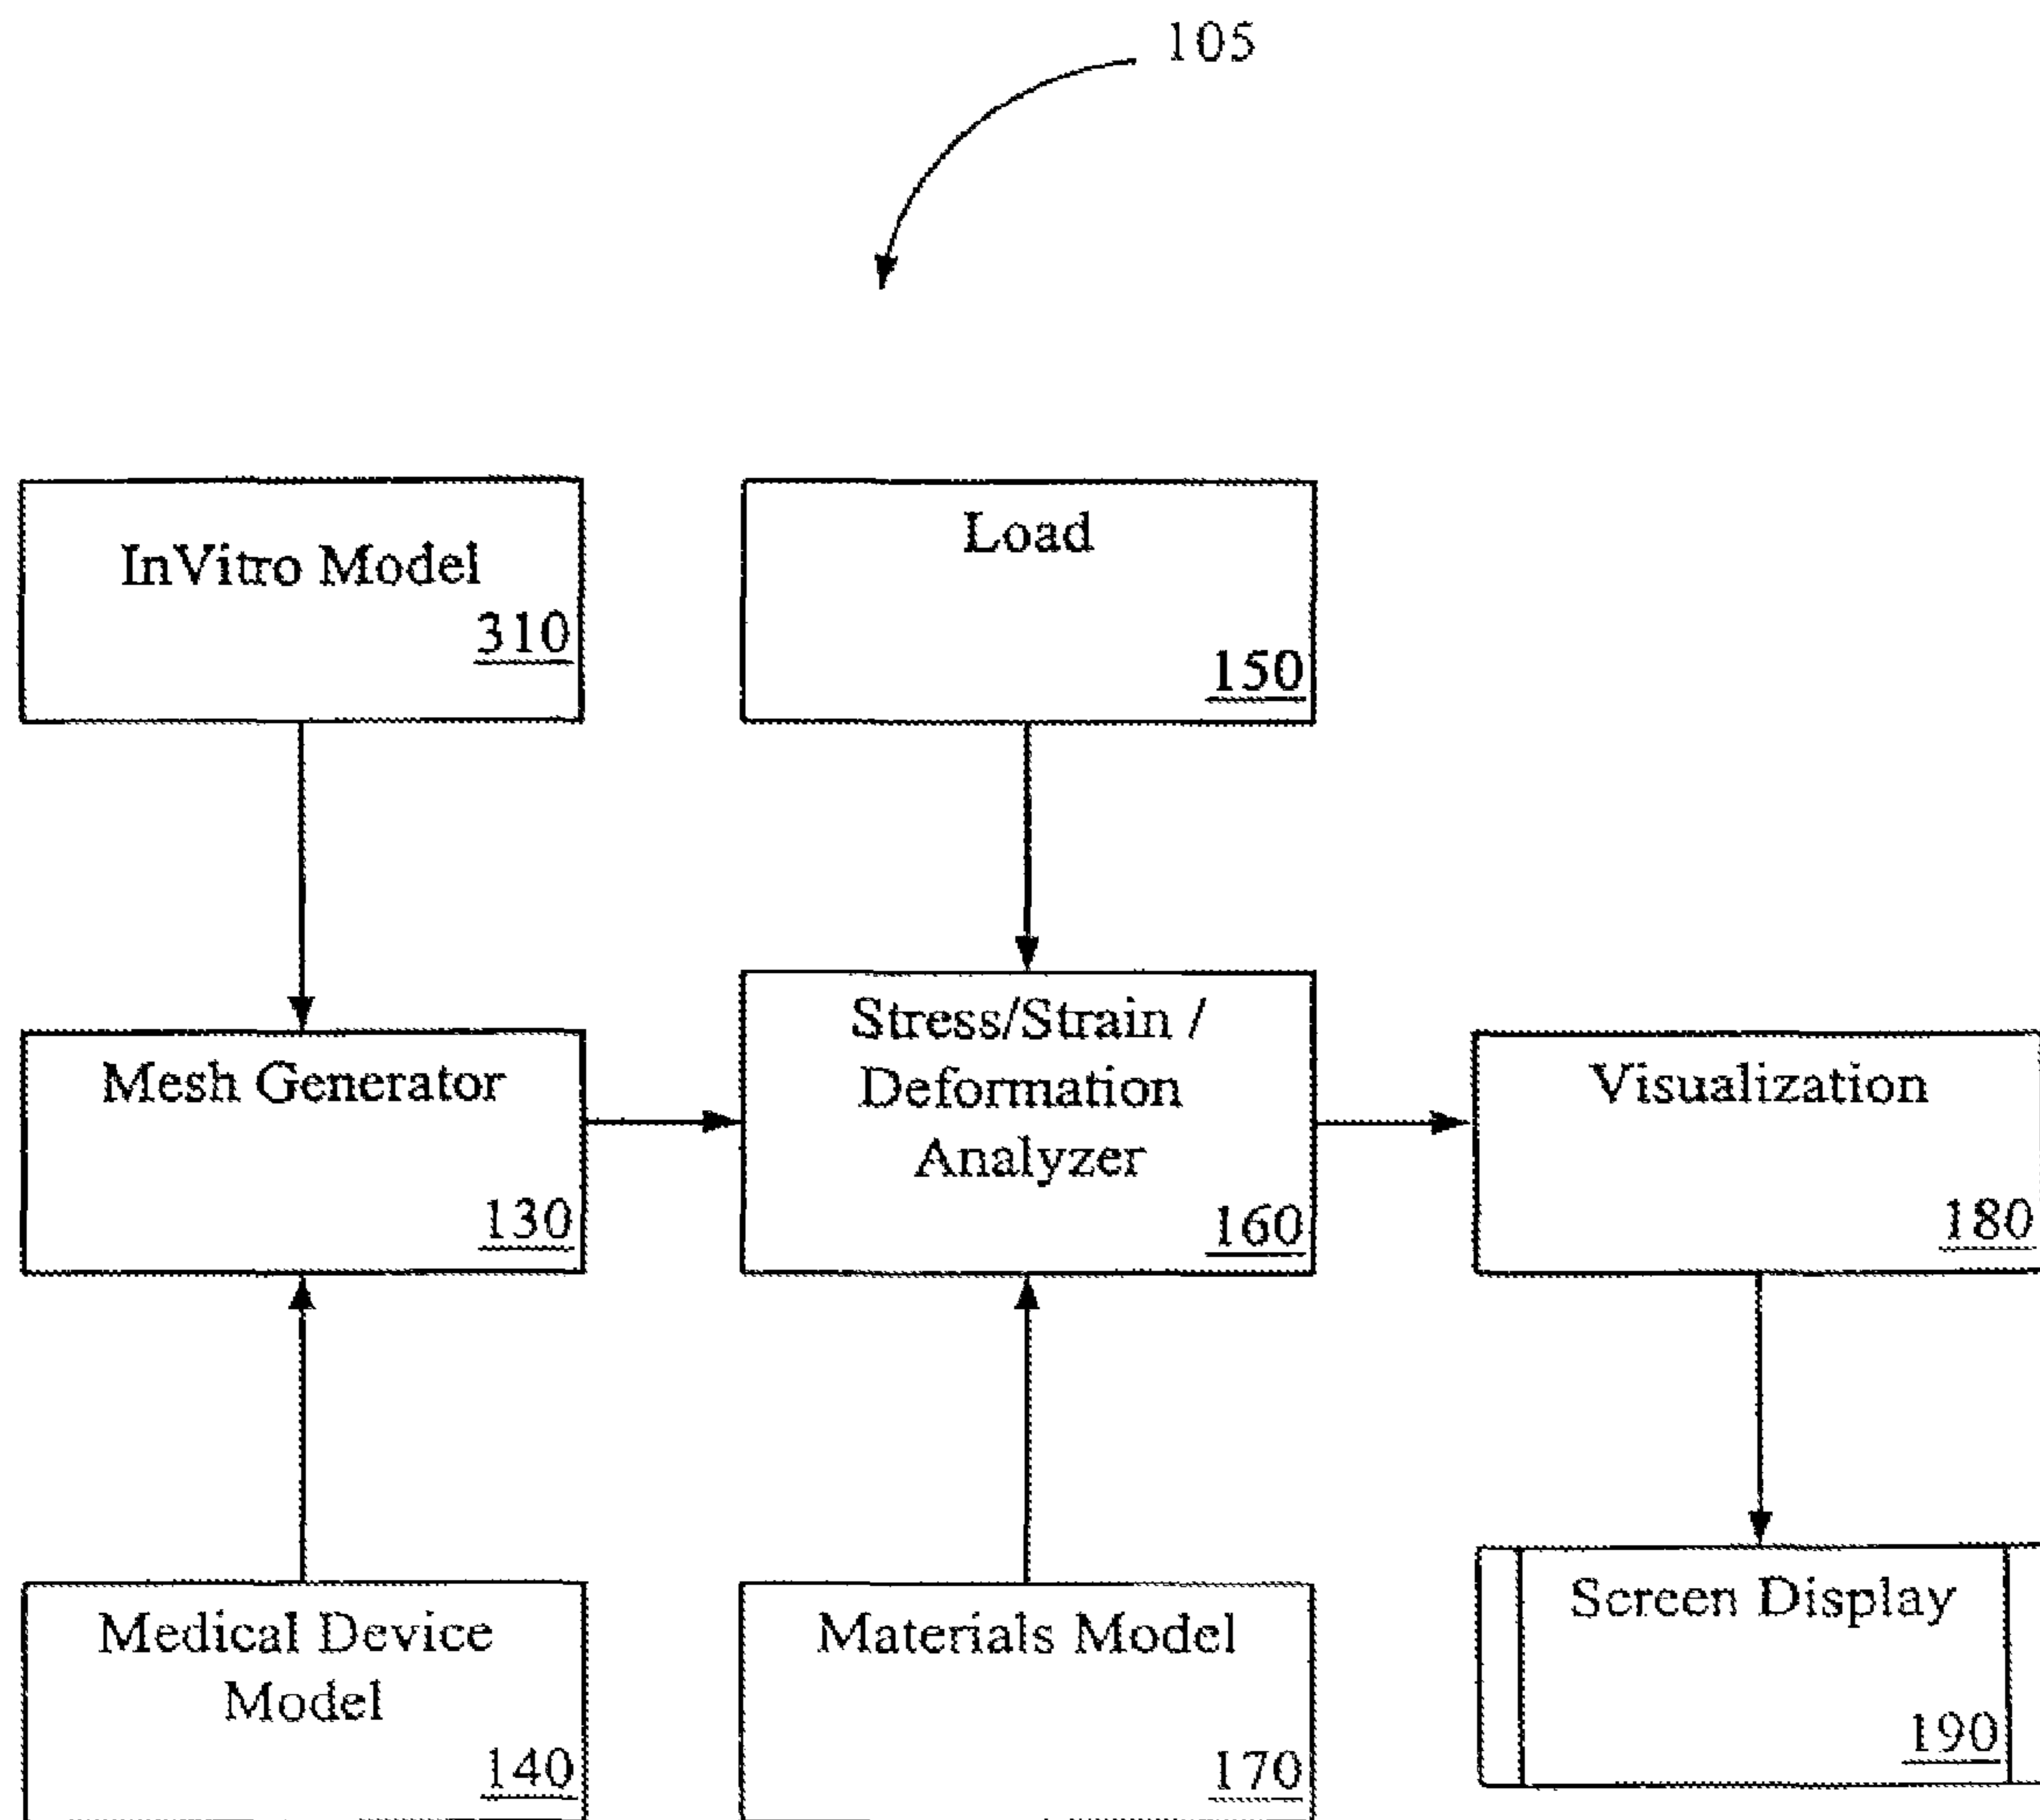 105
InVitro Model
310
Load
150
Mesh Generator
130
Stress/Strain /
Deformation
Analyzer
160
Visualization
180
Medical Device
Model
140
Materials Model
170
Screen Display
190